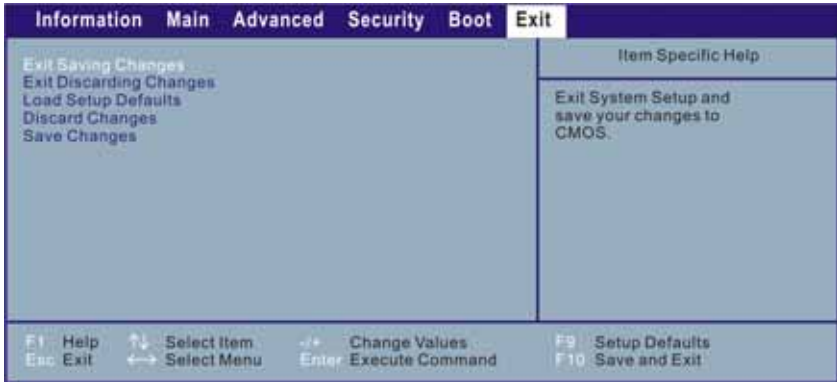 Information Main Advanced Security Boot Exit
Exit Saving Changes
Exit Discarding Changes
Load Setup Defaults
Discard Changes
Save Changes
Item Specific Help
Exit System Setup and
save your changes to
CMOS.
F1 Help ↑↓ Select Item -/+ Change Values F9 Setup Defaults
Esc Exit ←→ Select Menu Enter Execute Command F10 Save and Exit